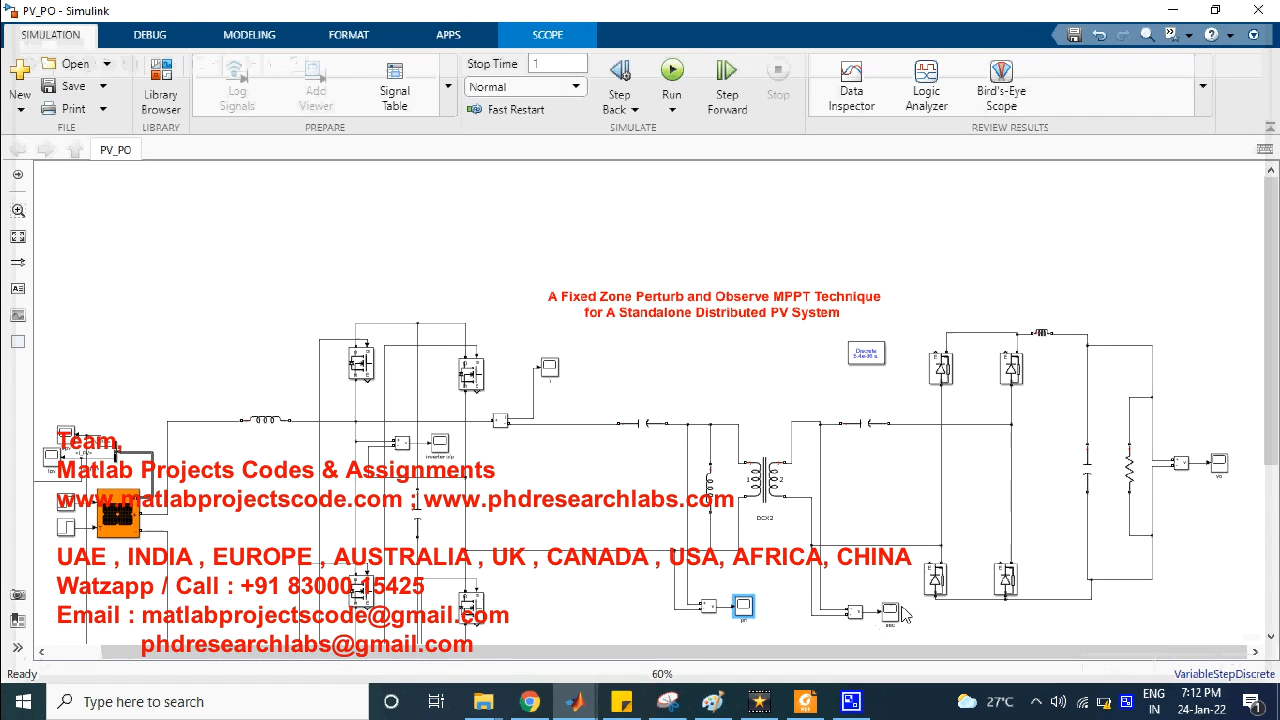 PV_PO - Simulink
SIMULATION DEBUG MODELING FORMAT APPS SCOPE
New
Open
Save
Print
FILE
Library Browser
LIBRARY
Log Signals
Add Viewer
Signal Table
PREPARE
Stop Time 1
Normal
Fast Restart
Step Back
Run
Step Forward
Stop
SIMULATE
Data Inspector
Logic Analyzer
Bird's-Eye Scope
REVIEW RESULTS
PV_PO
A Fixed Zone Perturb and Observe MPPT Technique
for A Standalone Distributed PV System
Discrete
DCX2
1
2
Team,
Matlab Projects Codes & Assignments
www.matlabprojectscode.com ; www.phdresearchlabs.com
UAE , INDIA , EUROPE , AUSTRALIA , UK , CANADA , USA, AFRICA, CHINA
Watzapp / Call : +91 83000 15425
Email : matlabprojectscode@gmail.com
phdresearchlabs@gmail.com
Ready
60%
VariableStepDiscrete
Type here to search
27°C
ENG
IN
7:12 PM
24-Jan-22